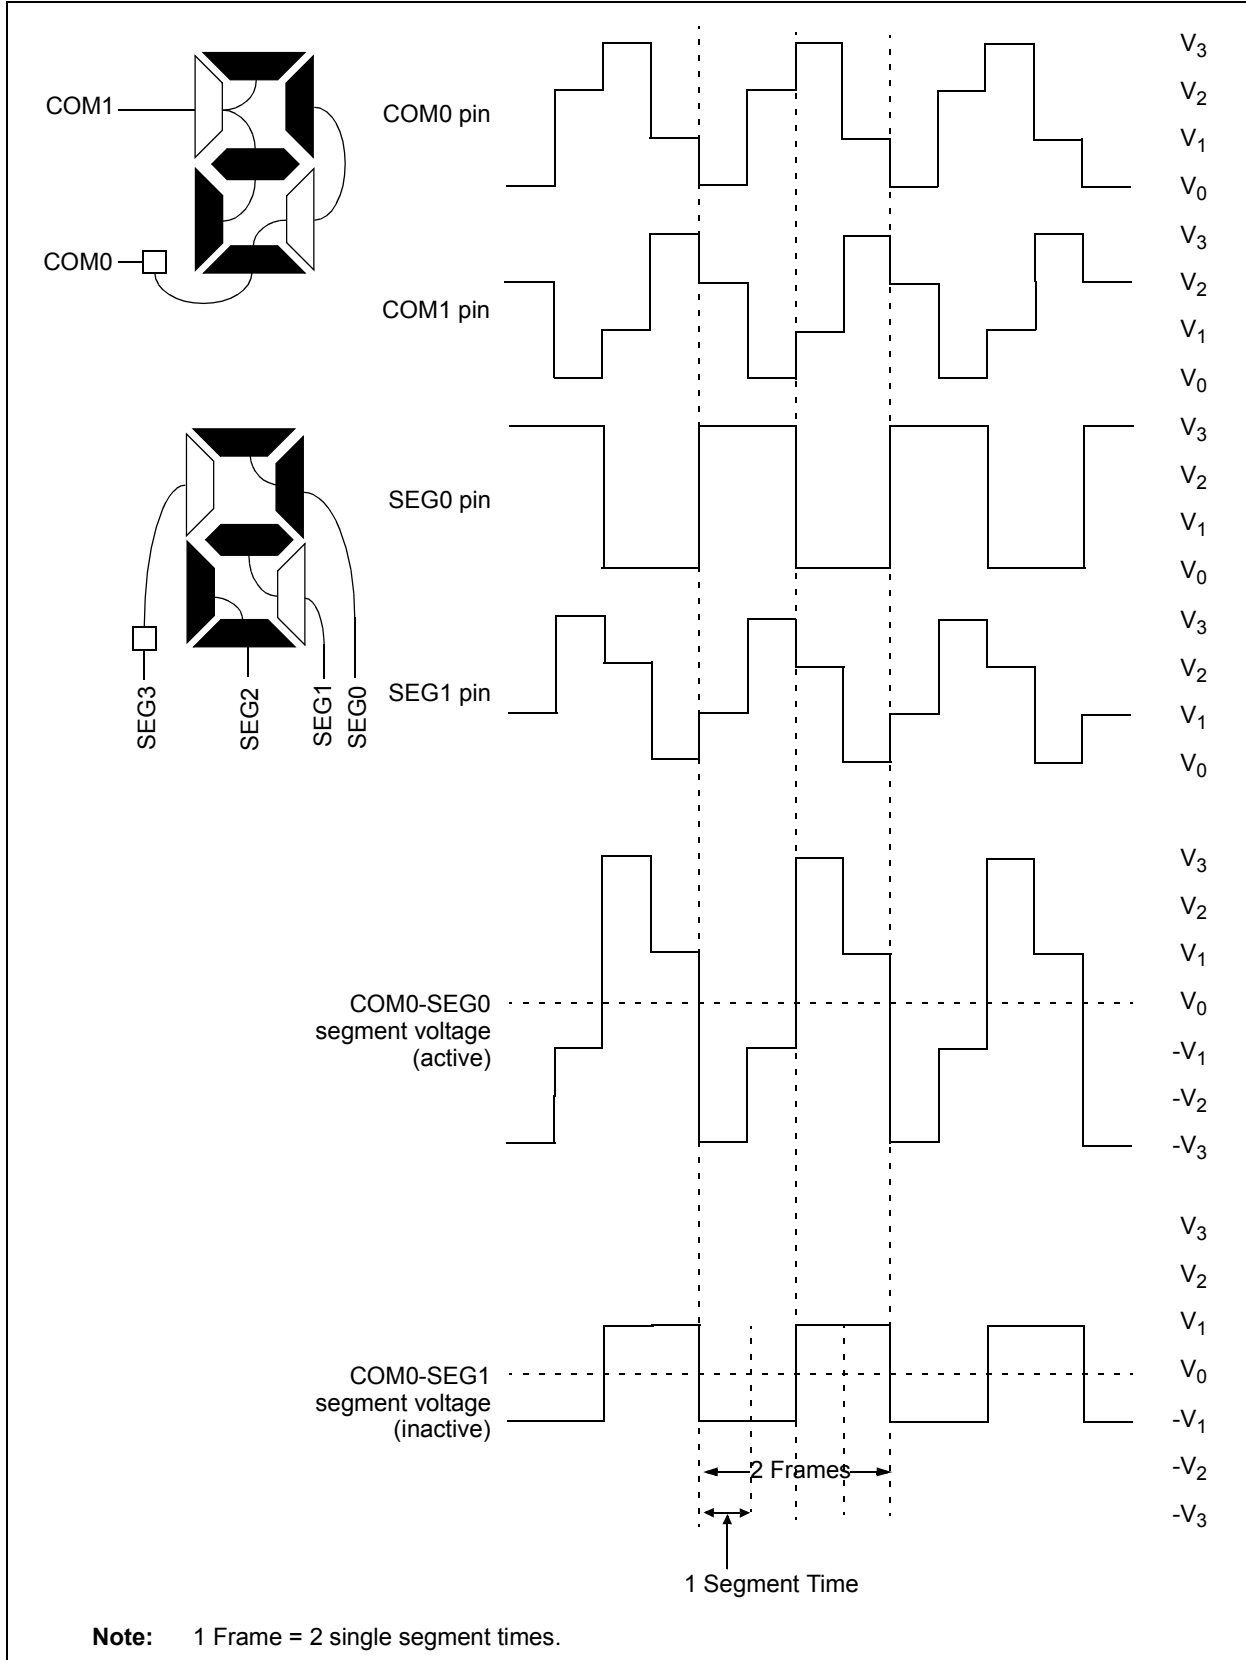 COM1
COM0
SEG3
SEG2
SEG1
SEG0
COM0 pin
V3
V2
V1
V0
COM1 pin
V3
V2
V1
V0
SEG0 pin
V3
V2
V1
V0
SEG1 pin
V3
V2
V1
V0
COM0-SEG0
segment voltage
(active)
V3
V2
V1
V0
-V1
-V2
-V3
COM0-SEG1
segment voltage
(inactive)
V3
V2
V1
V0
-V1
-V2
-V3
2 Frames
1 Segment Time
Note: 1 Frame = 2 single segment times.